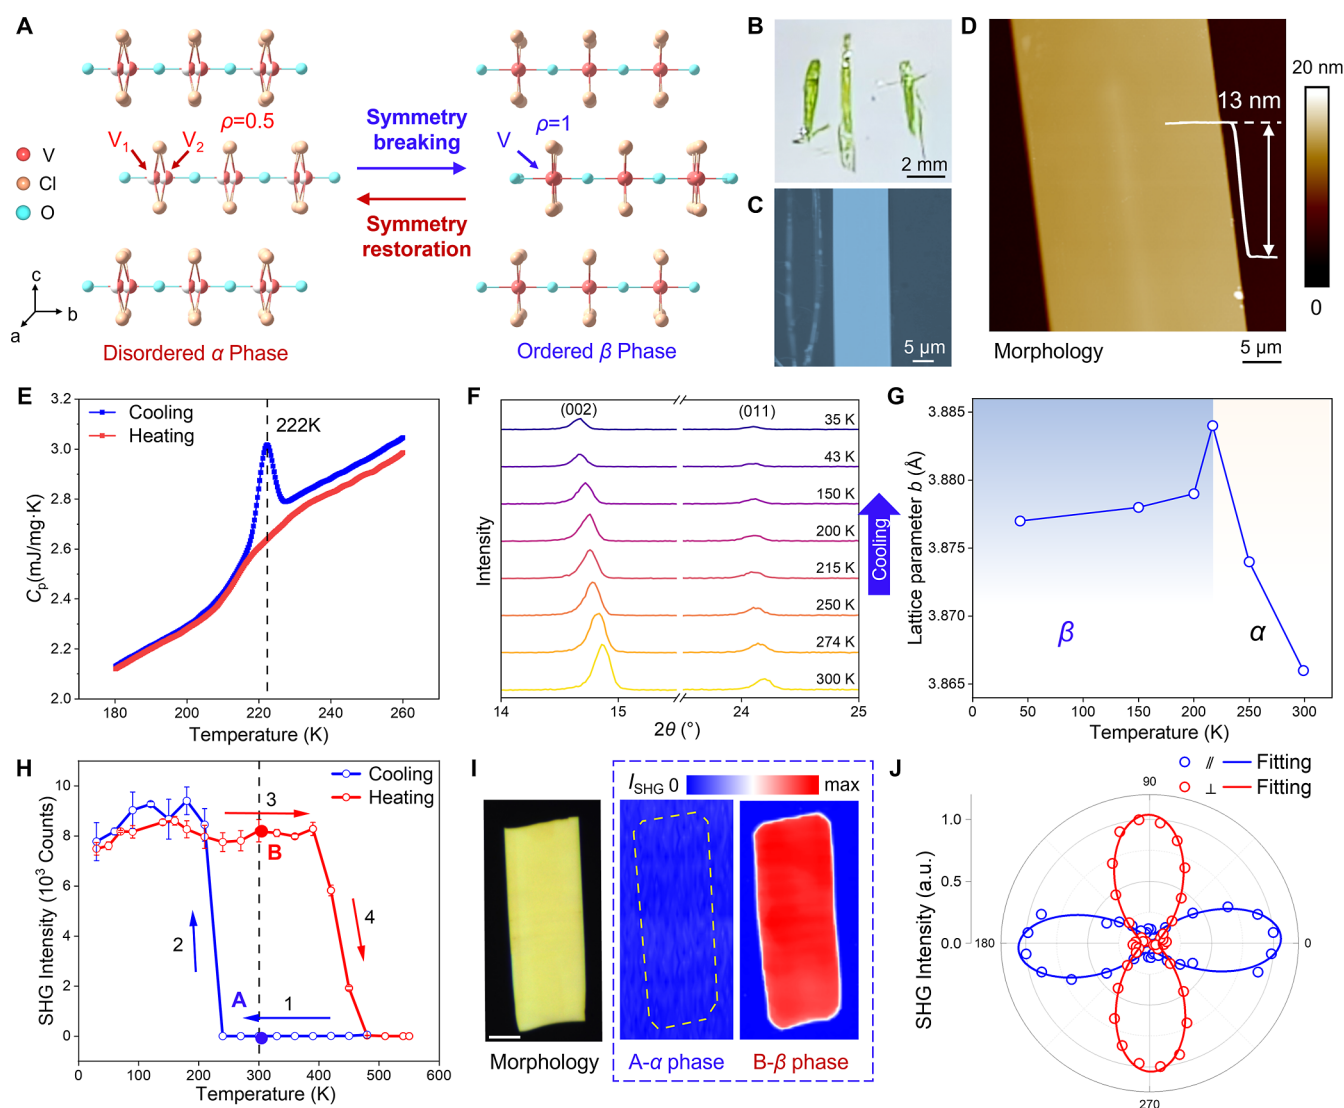 A
V₁
V₂
ρ=0.5
V
Cl
O
c
b
a
Disordered α Phase
Symmetry
breaking
Symmetry
restoration
V
ρ=1
Ordered β Phase
B
2 mm
C
5 µm
D
13 nm
20 nm
0
Morphology
5 µm
E
Cooling
Heating
222K
3.2
3.0
2.8
2.6
2.4
2.2
2.0
Cp(mJ/mg·K)
180
200
220
240
260
Temperature (K)
F
(002)
(011)
35 K
43 K
150 K
200 K
215 K
250 K
274 K
300 K
Intensity
Cooling
14
15
24
25
2θ (°)
G
3.885
3.880
3.875
3.870
3.865
Lattice parameter b (Å)
β
α
0
50
100
150
200
250
300
Temperature (K)
H
Cooling
Heating
10
8
6
4
2
0
SHG Intensity (10³ Counts)
3
B
4
2
A
1
0
100
200
300
400
500
600
Temperature (K)
I
I_SHG 0
max
Morphology
A-α phase
B-β phase
J
// Fitting
⊥ Fitting
90
1.0
0.5
0.0
180
0
270
SHG Intensity (a.u.)